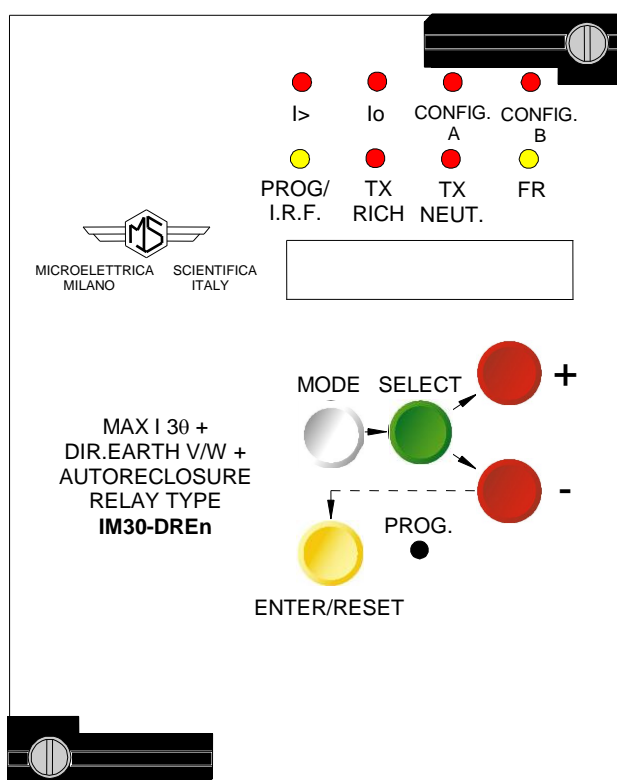 I> Io CONFIG. A CONFIG. B
PROG/ I.R.F. TX RICH TX NEUT. FR
MS
MICROELETTRICA SCIENTIFICA
MILANO ITALY
MODE SELECT +
MAX I 3θ +
DIR.EARTH V/W +
AUTORECLOSURE
RELAY TYPE
IM30-DREn
-
PROG.
ENTER/RESET